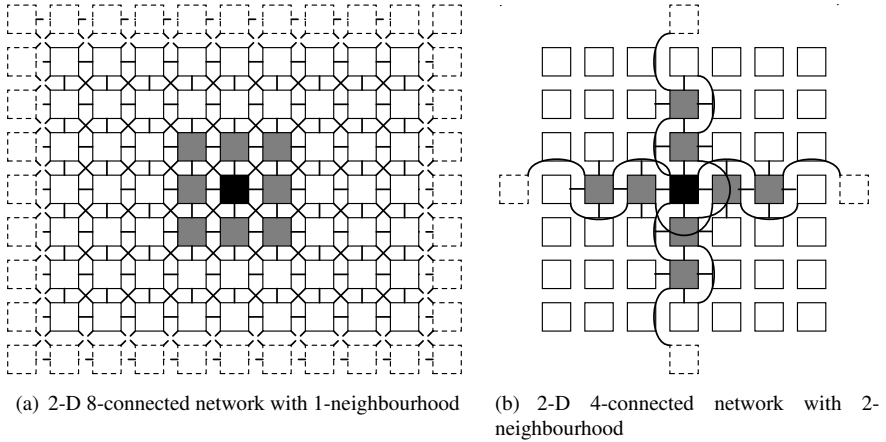 (a) 2-D 8-connected network with 1-neighbourhood
(b) 2-D 4-connected network with 2-
neighbourhood